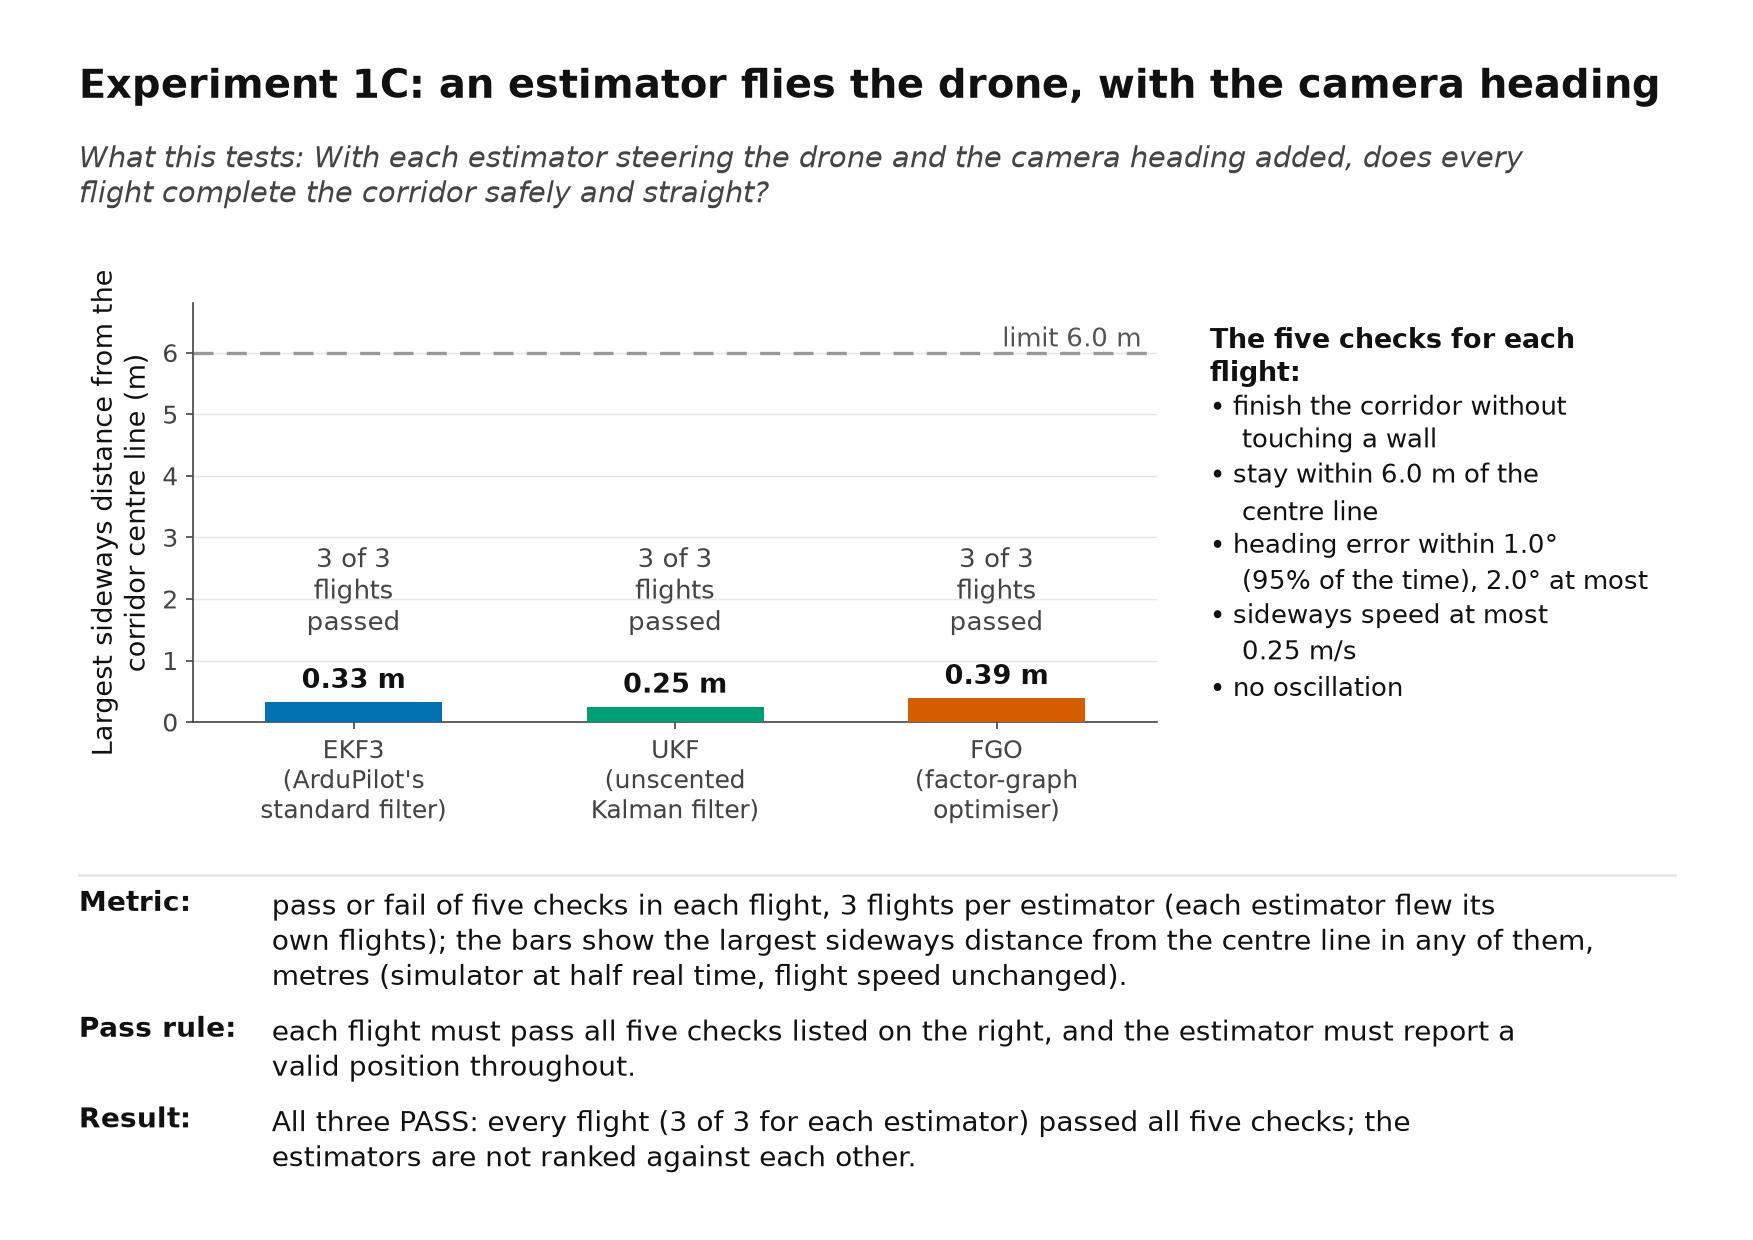 Experiment 1C: an estimator flies the drone, with the camera heading
What this tests: With each estimator steering the drone and the camera heading added, does every
flight complete the corridor safely and straight?
Largest sideways distance from the
corridor centre line (m)
6
5
4
3
2
1
0
limit 6.0 m
3 of 3
flights
passed
0.33 m
3 of 3
flights
passed
0.25 m
3 of 3
flights
passed
0.39 m
EKF3
(ArduPilot's
standard filter)
UKF
(unscented
Kalman filter)
FGO
(factor-graph
optimiser)
The five checks for each
flight:
• finish the corridor without
touching a wall
• stay within 6.0 m of the
centre line
• heading error within 1.0°
(95% of the time), 2.0° at most
• sideways speed at most
0.25 m/s
• no oscillation
Metric: pass or fail of five checks in each flight, 3 flights per estimator (each estimator flew its
own flights); the bars show the largest sideways distance from the centre line in any of them,
metres (simulator at half real time, flight speed unchanged).
Pass rule: each flight must pass all five checks listed on the right, and the estimator must report a
valid position throughout.
Result: All three PASS: every flight (3 of 3 for each estimator) passed all five checks; the
estimators are not ranked against each other.